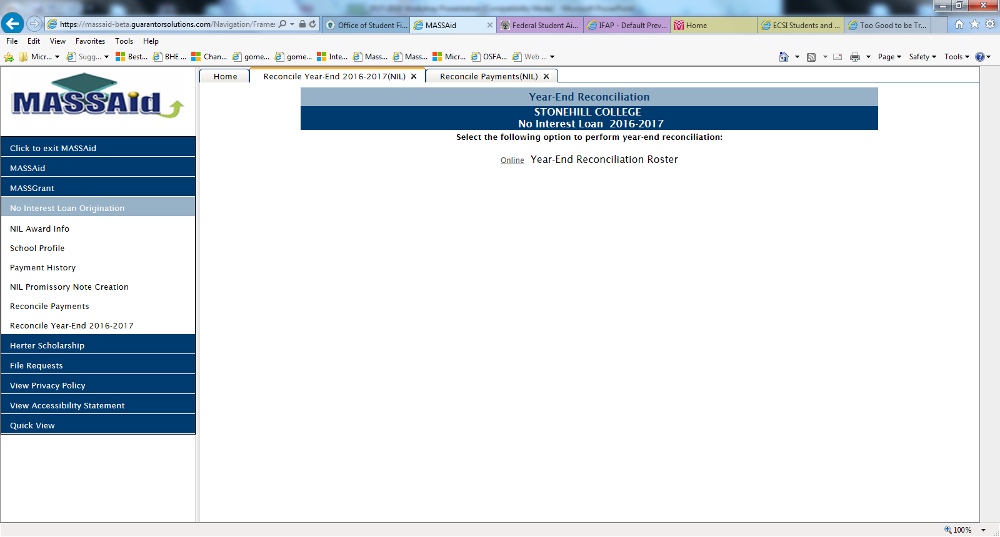 https://massaid-beta.guarantorsolutions.com/Navigation/Frame
Office of Student Fi...
MASSAid
Federal Student Ai...
IFAP - Default Prev...
Home
ECSI Students and ...
Too Good to be Tr...
File Edit View Favorites Tools Help
Micr... Sugg... Best... BHE ... Chan... gome... gome... Inte... Mass... Mass... Micr... OSFA... Web ...
Page Safety Tools
MASSAid
Home
Reconcile Year-End 2016-2017(NIL)
Reconcile Payments(NIL)
Click to exit MASSAid
MASSAid
MASSGrant
No Interest Loan Origination
NIL Award Info
School Profile
Payment History
NIL Promissory Note Creation
Reconcile Payments
Reconcile Year-End 2016-2017
Herter Scholarship
File Requests
View Privacy Policy
View Accessibility Statement
Quick View
Year-End Reconciliation
STONEHILL COLLEGE
No Interest Loan 2016-2017
Select the following option to perform year-end reconciliation:
Online Year-End Reconciliation Roster
100%